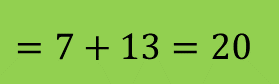 = 7 + 13 = 20